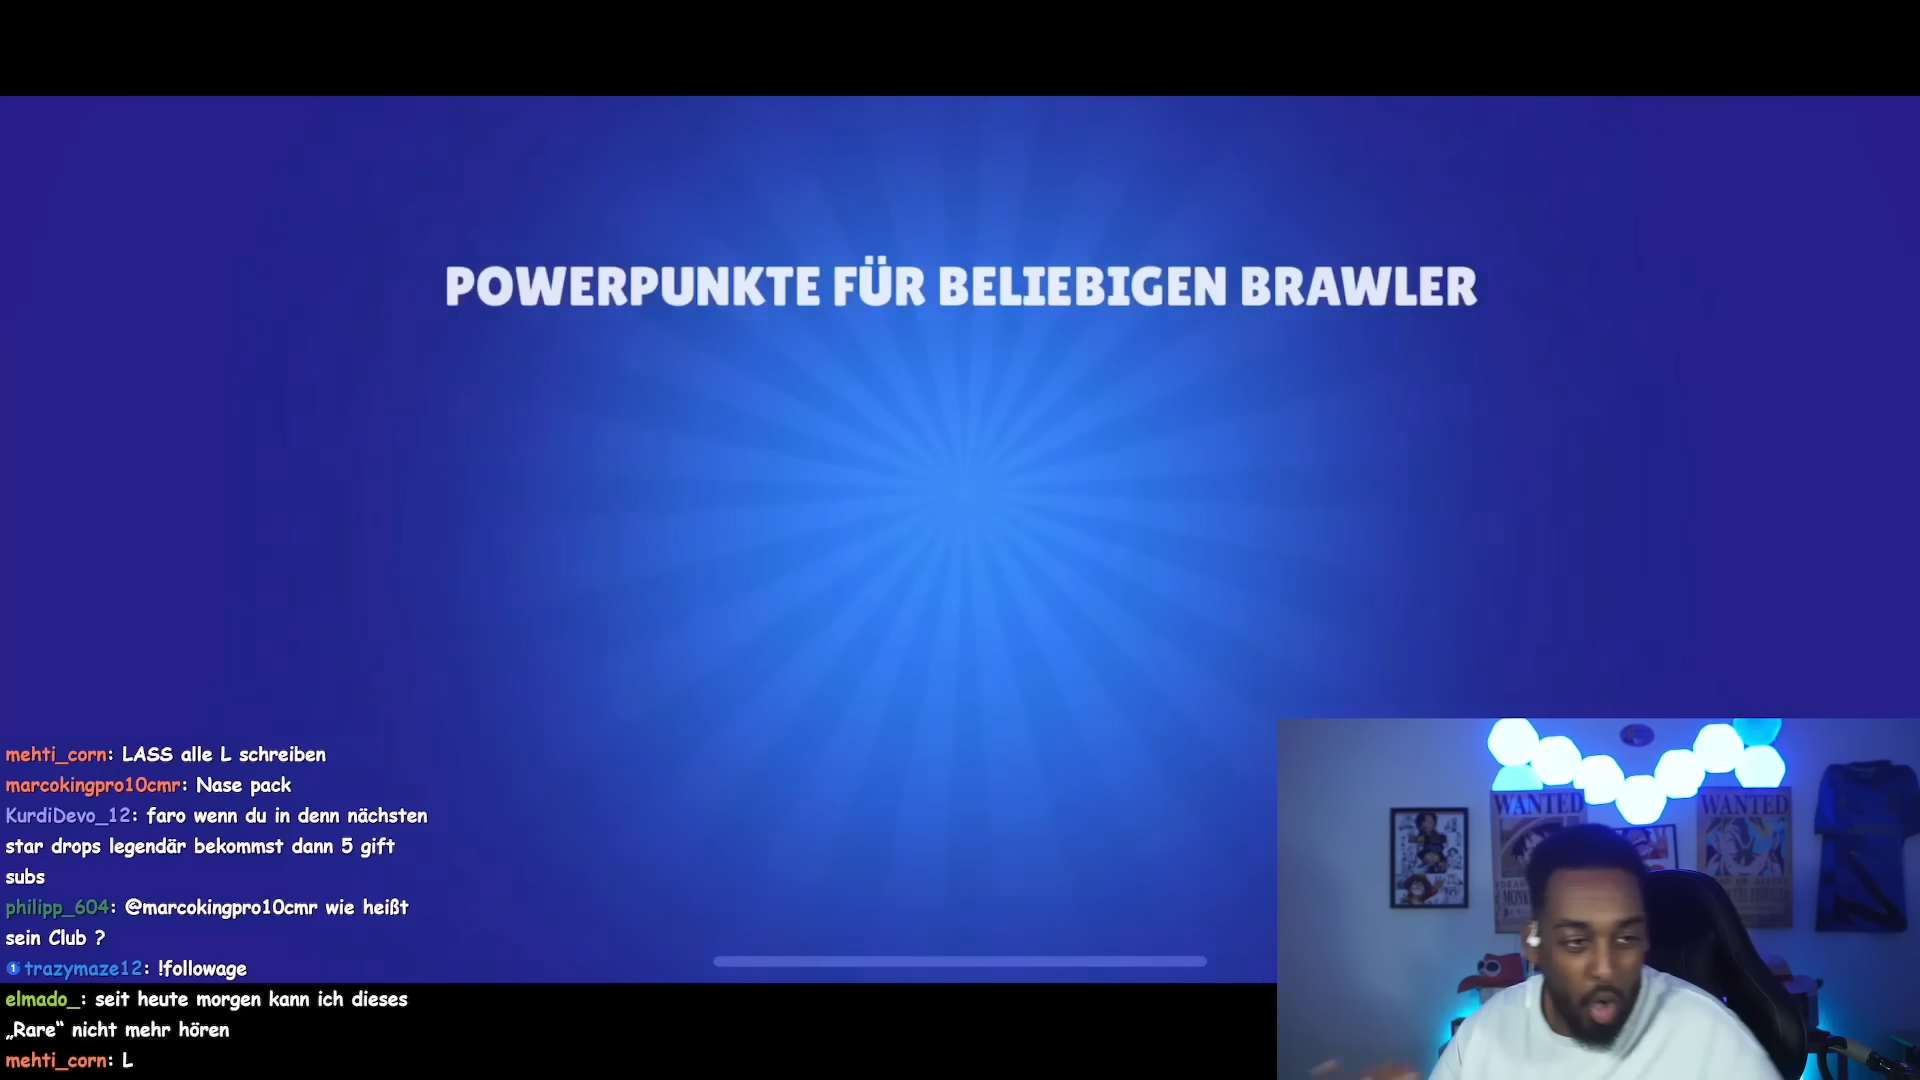 POWERPUNKTE FÜR BELIEBIGEN BRAWLER
mehti_corn: LASS alle L schreiben
marcokingpro10cmr: Nase pack
KurdiDevo_12: faro wenn du in denn nächsten
star drops legendär bekommst dann 5 gift
subs
philipp_604: @marcokingpro10cmr wie heißt
sein Club ?
1 trazymaze12: !followage
elmado_: seit heute morgen kann ich dieses
„Rare“ nicht mehr hören
mehti_corn: L
WANTED
WANTED